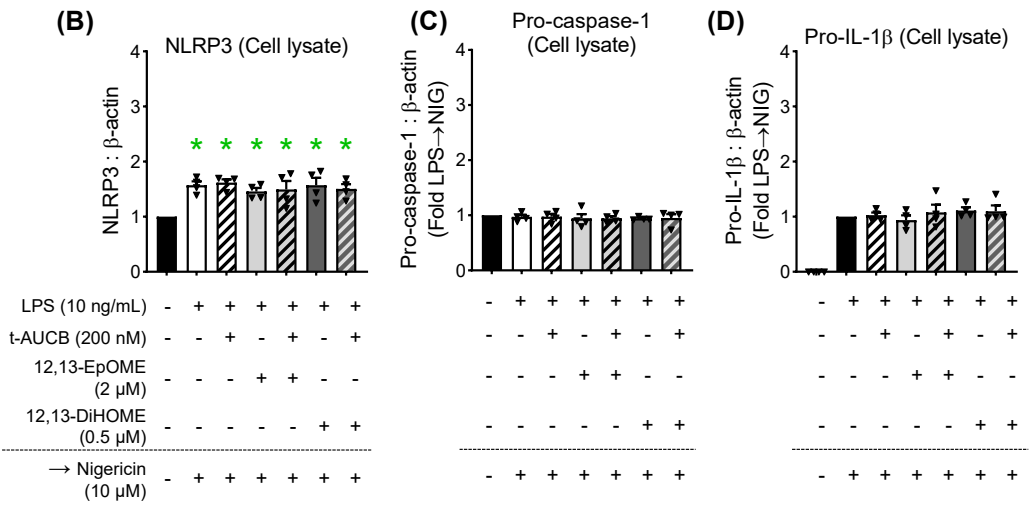 (B)
NLRP3 (Cell lysate)
NLRP3 : β-actin
4
3
2
1
0
* * * * * *
(C)
Pro-caspase-1
(Cell lysate)
Pro-caspase-1 : β-actin
(Fold LPS→NIG)
4
3
2
1
0
(D)
Pro-IL-1β (Cell lysate)
Pro-IL-1β : β-actin
(Fold LPS→NIG)
4
3
2
1
0
LPS (10 ng/mL) - + + + + + + - + + + + + + - + + + + + +
t-AUCB (200 nM) - - + - + - + - - + - + - + - - + - + - +
12,13-EpOME
(2 µM) - - - + + - - - - - + + - - - - - + + - -
12,13-DiHOME
(0.5 µM) - - - - - + + - - - - - + + - - - - - + +
→ Nigericin
(10 µM) - + + + + + + - + + + + + + - + + + + + +